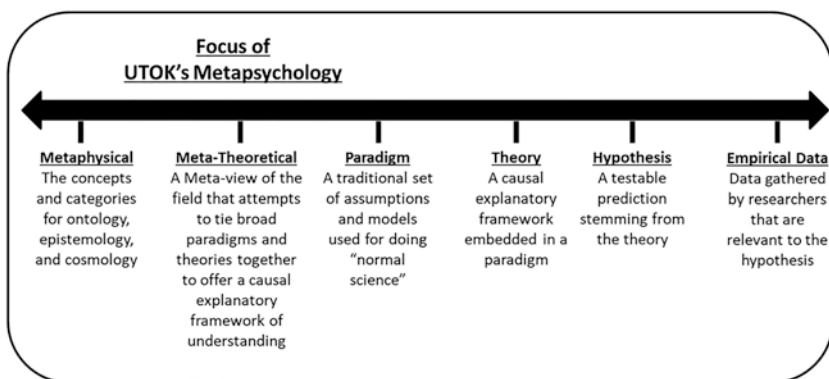 Focus of
UTOK's Metapsychology
Metaphysical
The concepts
and categories
for ontology,
epistemology,
and cosmology
Meta-Theoretical
A Meta-view of the
field that attempts
to tie broad
paradigms and
theories together
to offer a causal
explanatory
framework of
understanding
Paradigm
A traditional set
of assumptions
and models
used for doing
“normal
science”
Theory
A causal
explanatory
framework
embedded in a
paradigm
Hypothesis
A testable
prediction
stemming from
the theory
Empirical Data
Data gathered
by researchers
that are
relevant to the
hypothesis